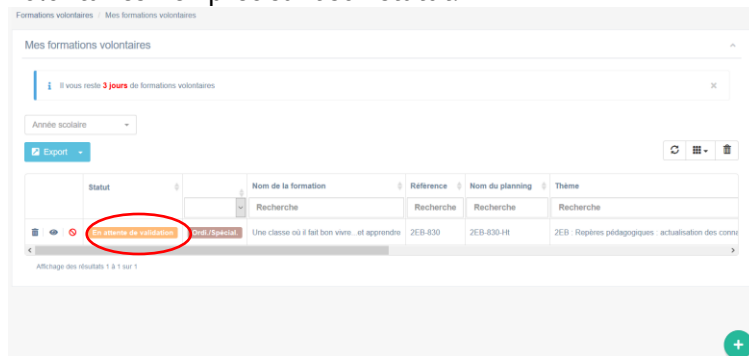 Formations volontaires / Mes formations volontaires
Mes formations volontaires
Il vous reste 3 jours de formations volontaires
Année scolaire
Export
Statut Nom de la formation Référence Nom du planning Thème
Recherche Recherche Recherche Recherche
En attente de validation Ordi./Spécial. Une classe où il fait bon vivre .. et apprendre 2EB-830 2EB-830-Ht 2EB : Repères pédagogiques : actualisation des conna
Affichage des résultats 1 à 1 sur 1